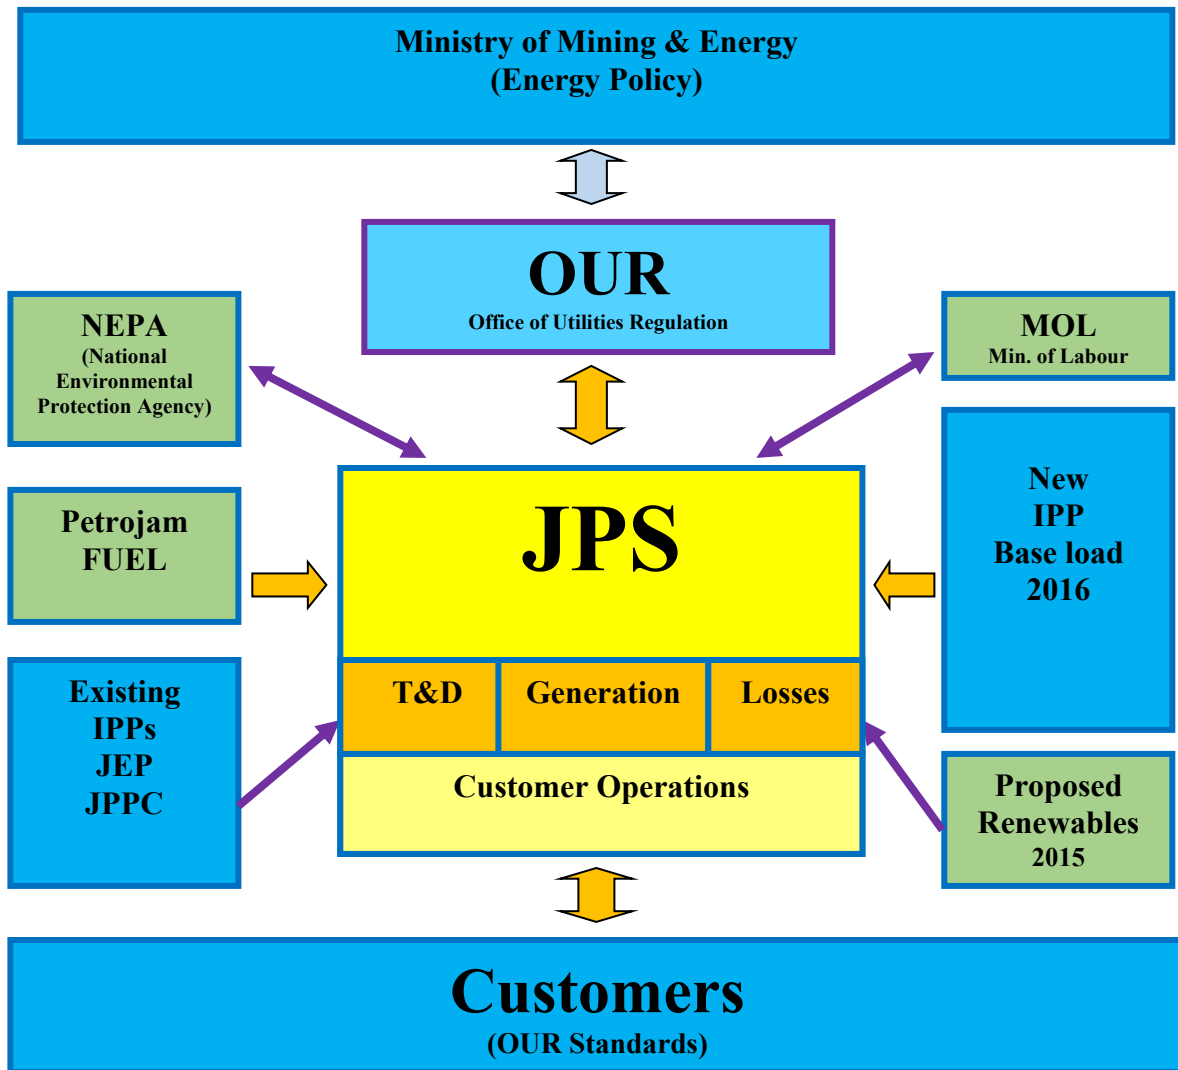 Ministry of Mining & Energy
(Energy Policy)
OUR
Office of Utilities Regulation
NEPA
(National
Environmental
Protection Agency)
MOL
Min. of Labour
Petrojam
FUEL
JPS
New
IPP
Base load
2016
Existing
IPPs
JEP
JPPC
T&D
Generation
Losses
Customer Operations
Proposed
Renewables
2015
Customers
(OUR Standards)